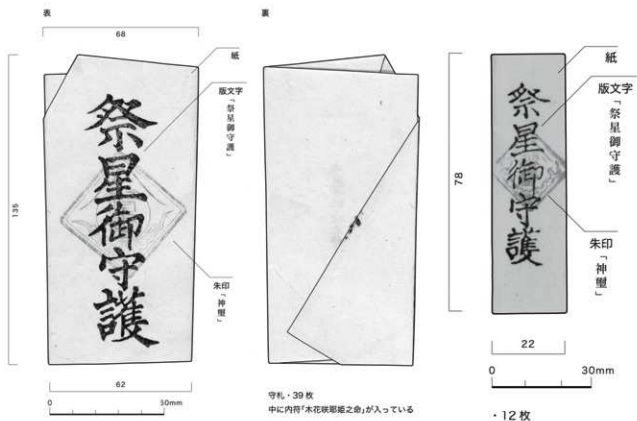 表
裏
68
135
紙
版文字
「祭星御守護」
祭星御守護
朱印
「神璽」
62
0
50mm
守札・39枚
中に内符「木花咲耶姫之命」が入っている
78
紙
版文字
「祭星御守護」
祭星御守護
朱印
「神璽」
22
0
30mm
・12枚